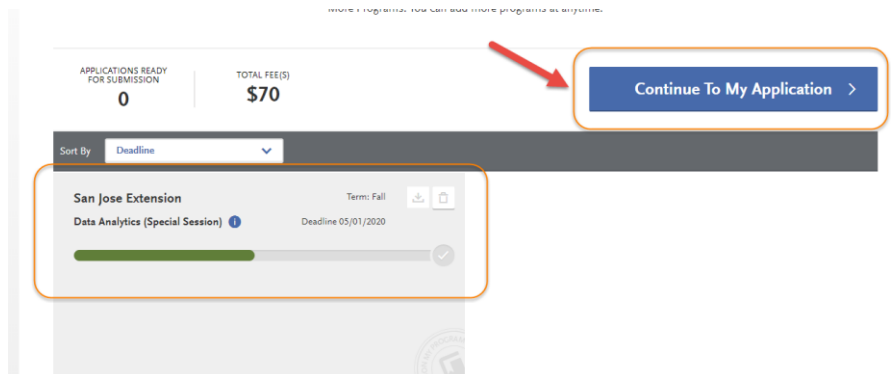 More Programs. You can add more programs at anytime.
APPLICATIONS READY
FOR SUBMISSION
0
TOTAL FEE(S)
$70
Continue To My Application >
Sort By Deadline
San Jose Extension
Term: Fall
Data Analytics (Special Session) i
Deadline 05/01/2020